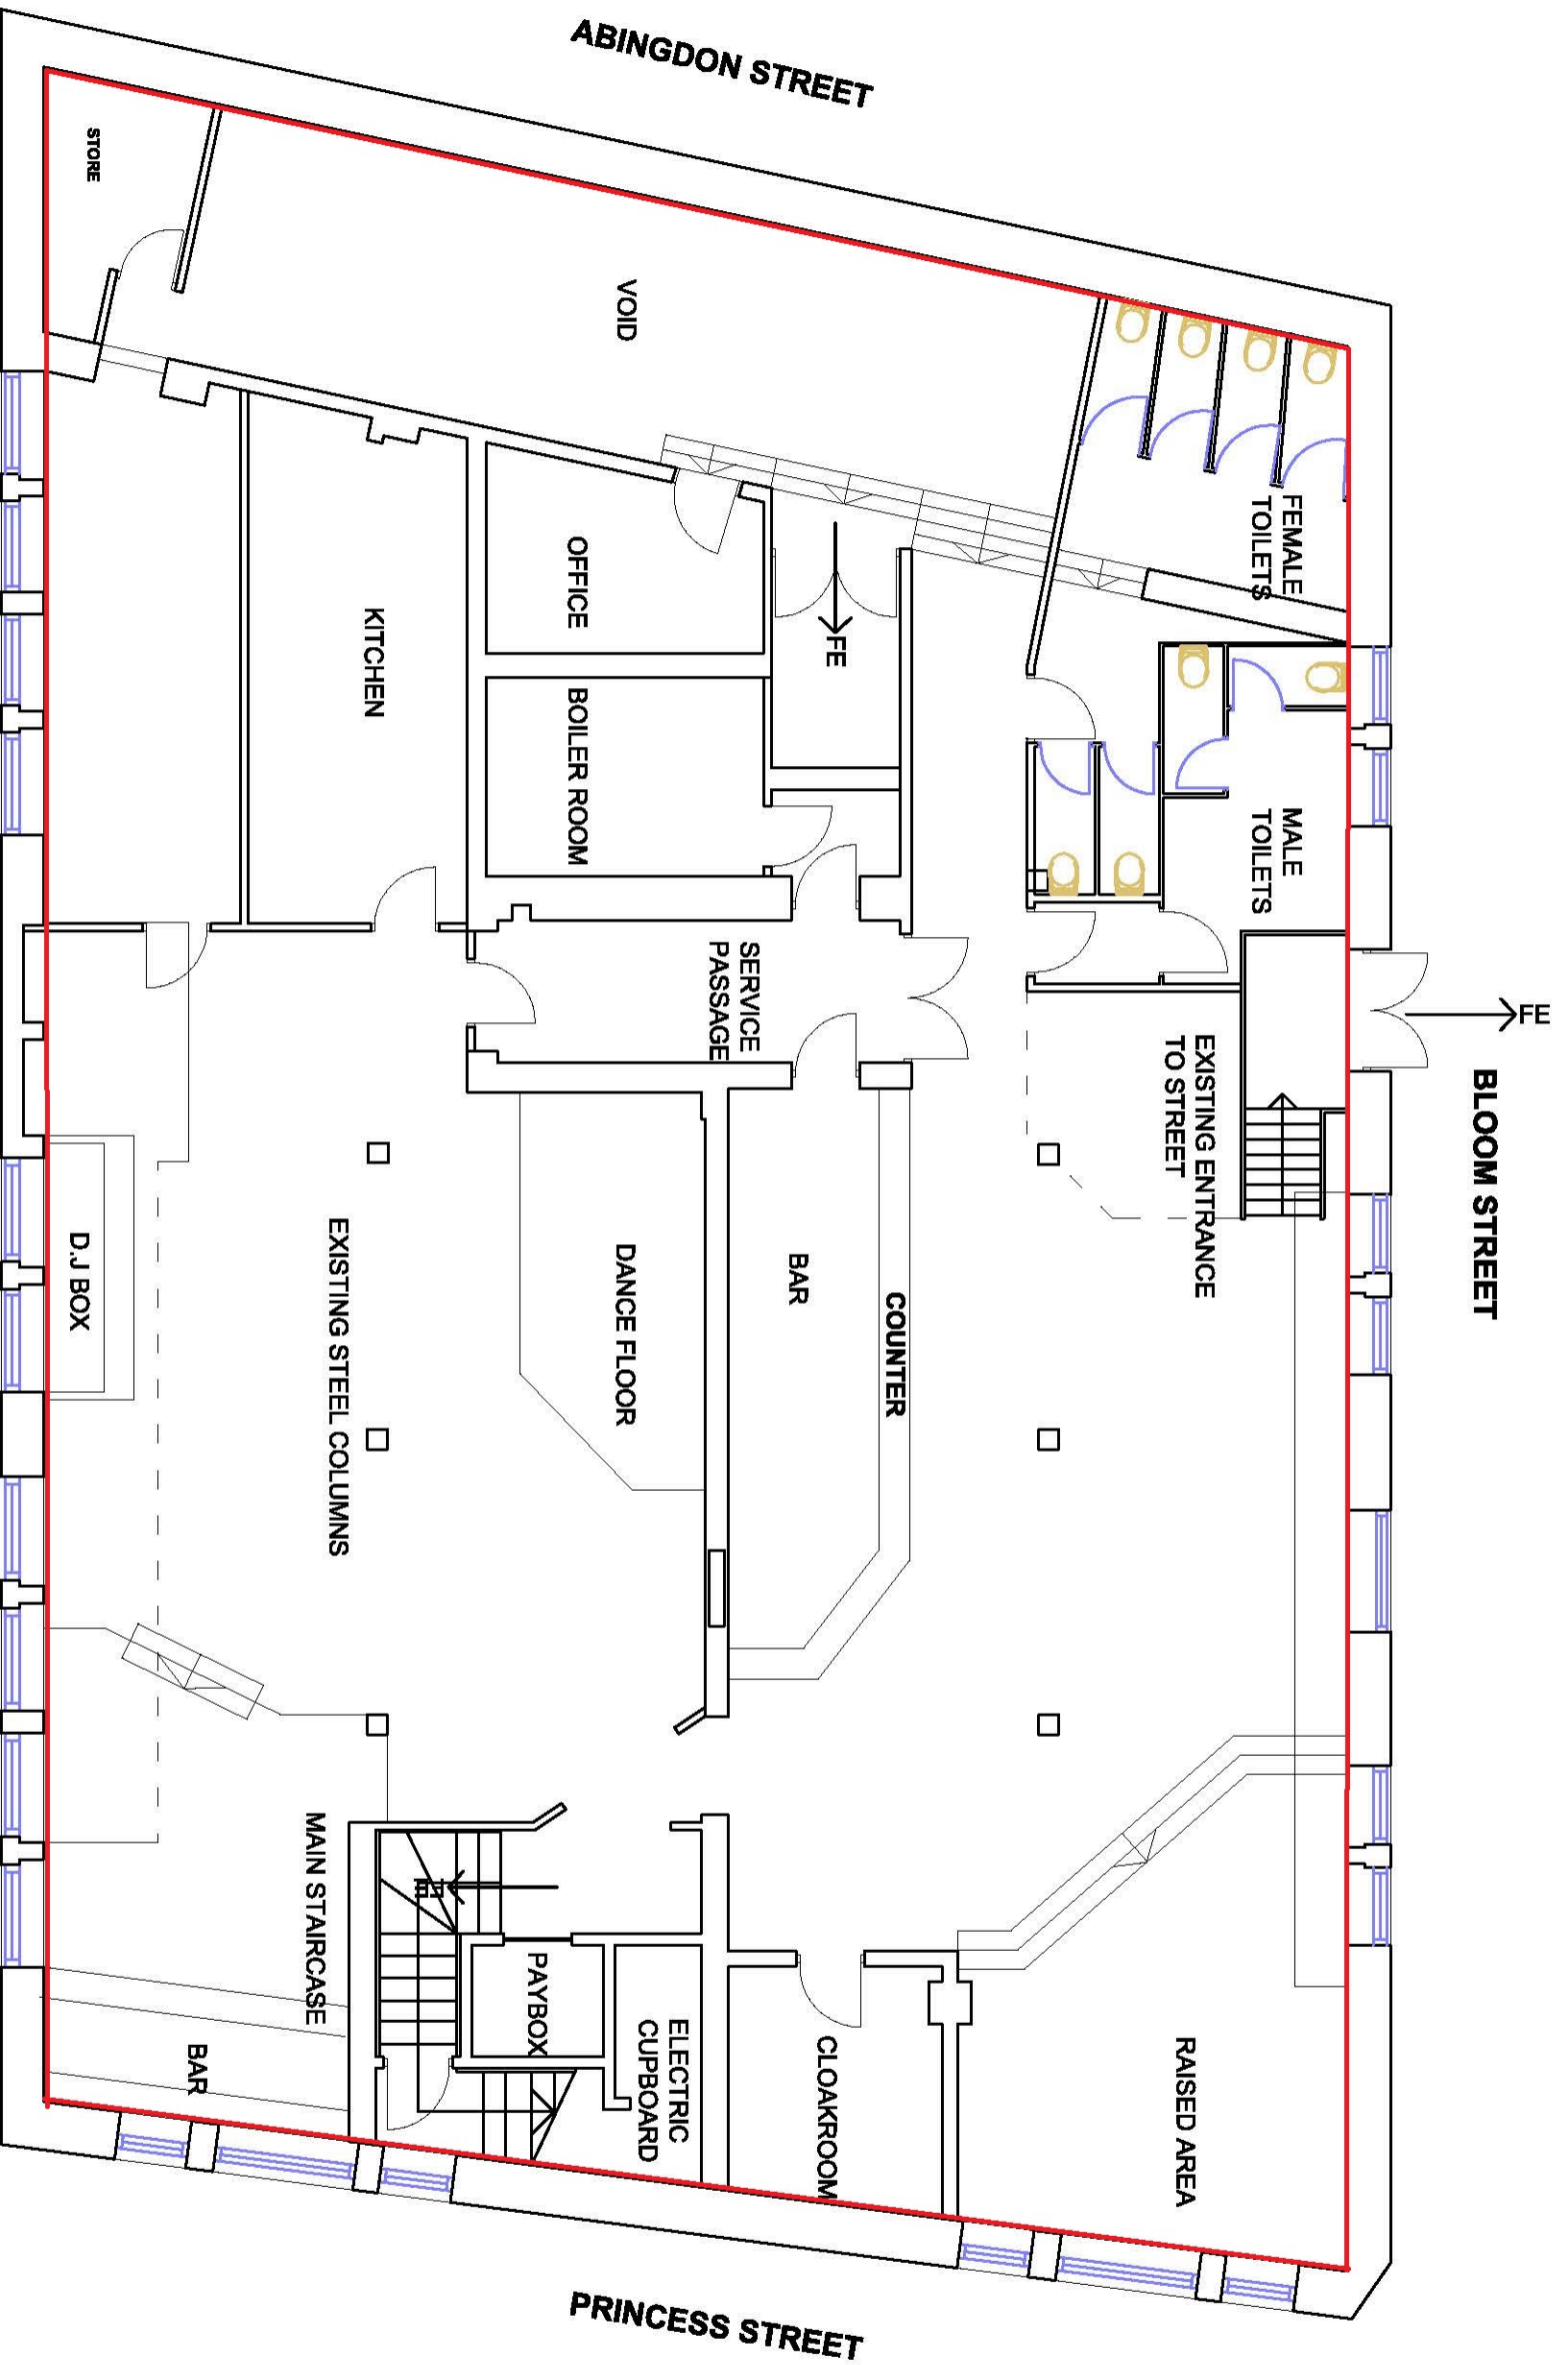 ABINGDON STREET
STORE
VOID
FEMALE
TOILETS
OFFICE
FE
KITCHEN
BOILER ROOM
MALE
TOILETS
SERVICE
PASSAGE
FE
BLOOM STREET
EXISTING ENTRANCE
TO STREET
D.J BOX
EXISTING STEEL COLUMNS
DANCE FLOOR
BAR
COUNTER
MAIN STAIRCASE
FE
PAYBOX
ELECTRIC
CUPBOARD
CLOAKROOM
RAISED AREA
BAR
PRINCESS STREET